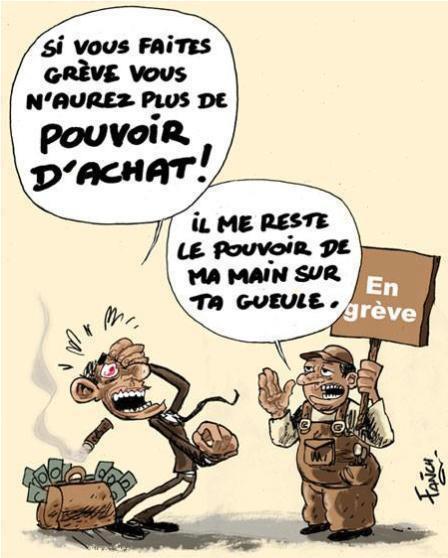 SI VOUS FAITES
GRÈVE VOUS
N'AUREZ PLUS DE
POUVOIR
D'ACHAT!
IL ME RESTE
LE POUVOIR DE
MA MAIN SUR
TA GUEULE.
En
grève